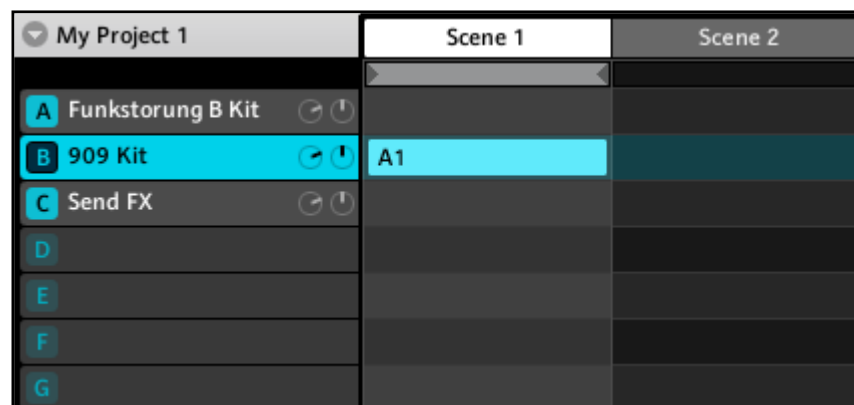 My Project 1 Scene 1 Scene 2
A Funkstorung B Kit
B 909 Kit A1
C Send FX
D
E
F
G